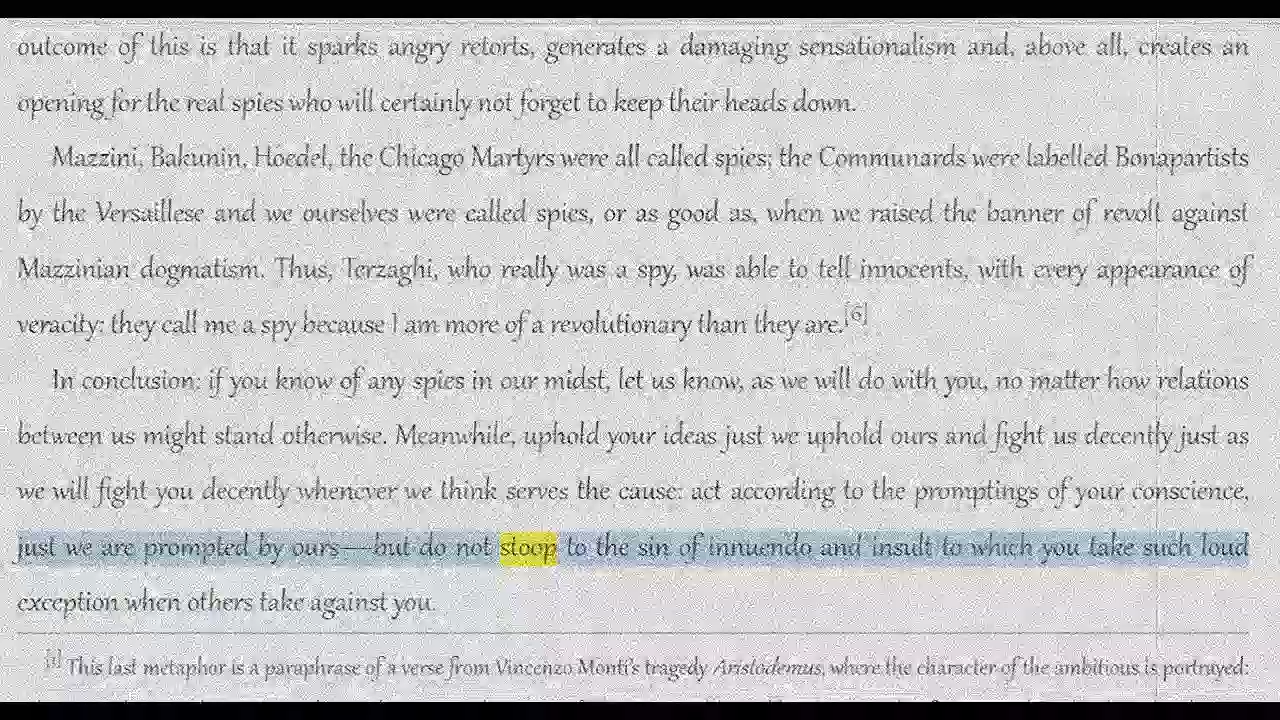 outcome of this is that it sparks angry retorts, generates a damaging sensationalism and, above all, creates an
opening for the real spies who will certainly not forget to keep their heads down.
Mazzini, Bakunin, Hoedel, the Chicago Martyrs were all called spies; the Communards were labelled Bonapartists
by the Versaillese and we ourselves were called spies, or as good as, when we raised the banner of revolt against
Mazzinian dogmatism. Thus, Terzaghi, who really was a spy, was able to tell innocents, with every appearance of
veracity: they call me a spy because I am more of a revolutionary than they are.[6]
In conclusion: if you know of any spies in our midst, let us know, as we will do with you, no matter how relations
between us might stand otherwise. Meanwhile, uphold your ideas just we uphold ours and fight us decently just as
we will fight you decently whenever we think serves the cause: act according to the promptings of your conscience,
just we are prompted by ours—but do not stoop to the sin of innuendo and insult to which you take such loud
exception when others take against you.
[1] This last metaphor is a paraphrase of a verse from Vincenzo Monti's tragedy Aristodemus, where the character of the ambitious is portrayed: